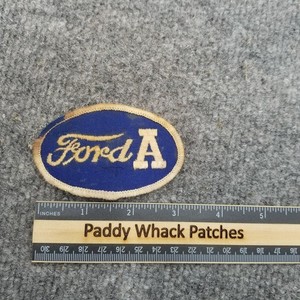 Ford A
INCHES 1 2 3 4 5
Paddy Whack Patches